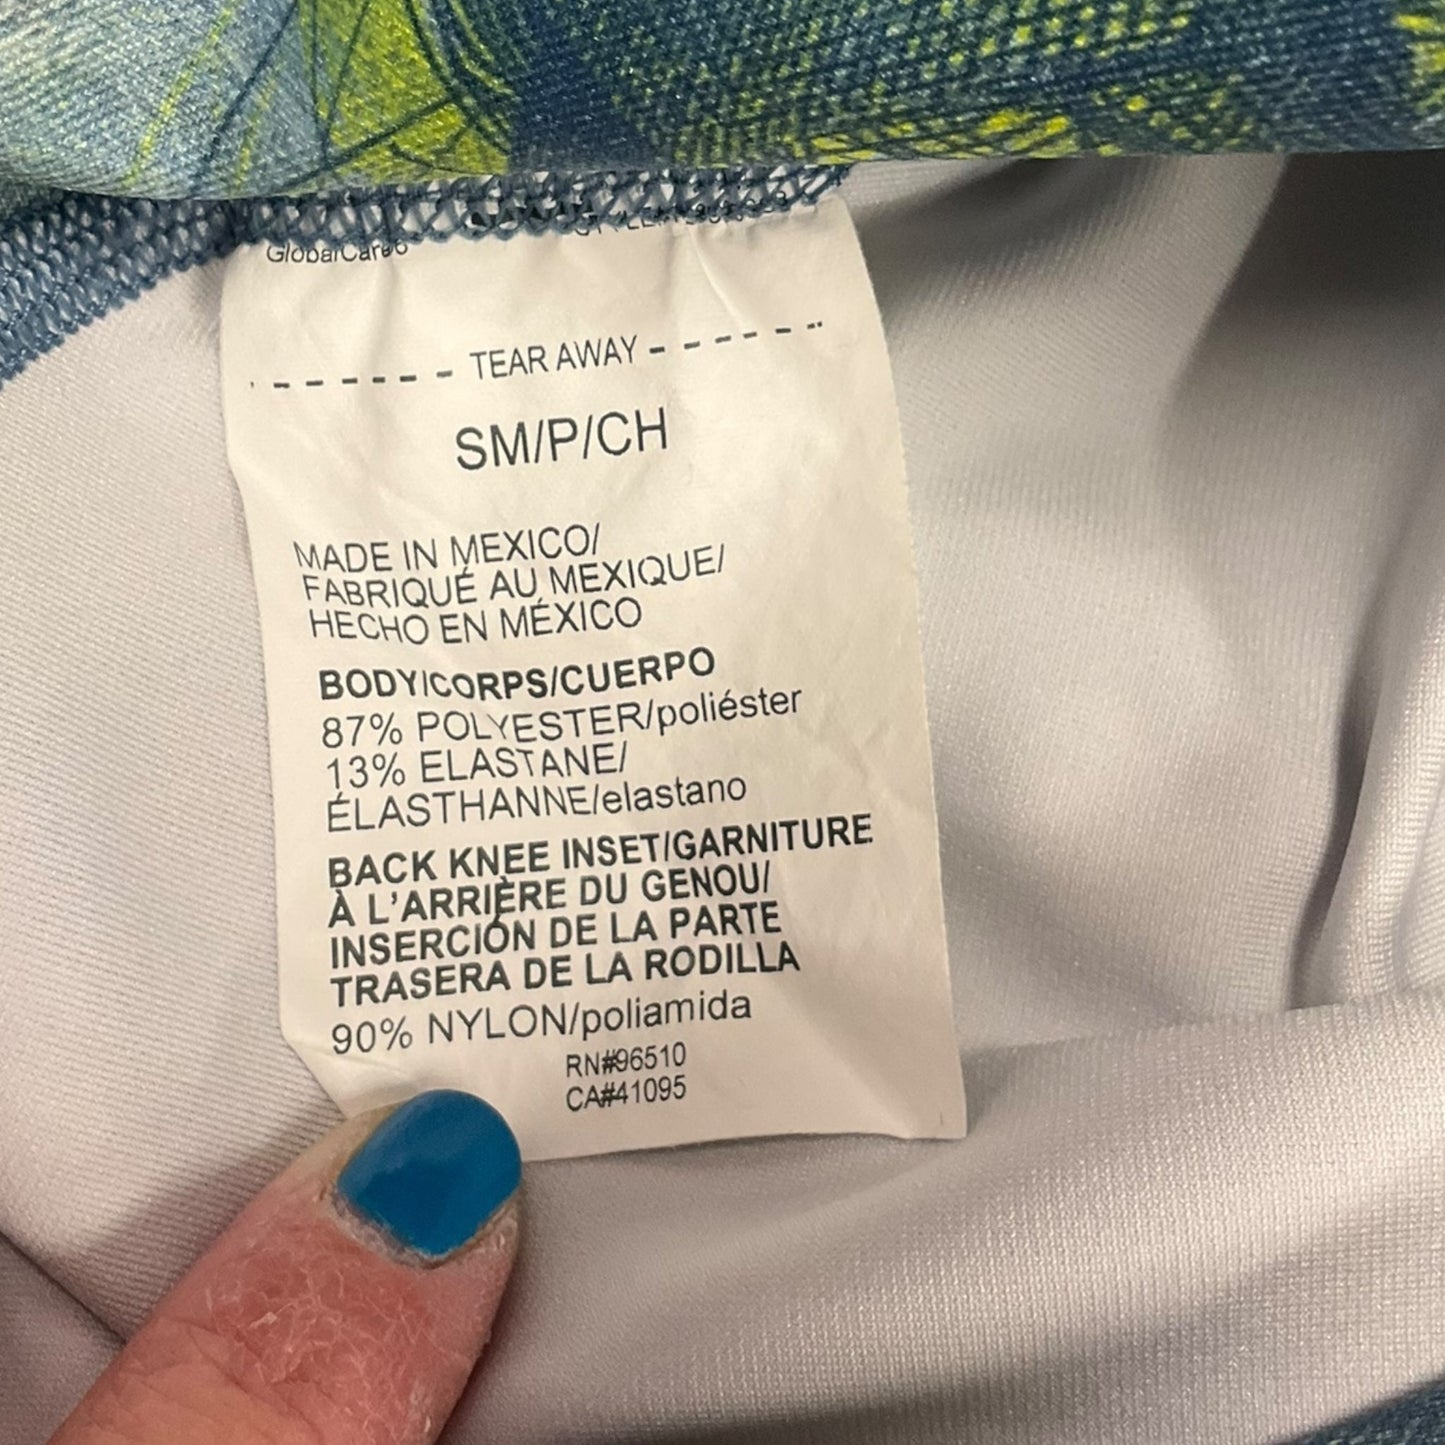 GlobalCare6
TEAR AWAY
SM/P/CH
MADE IN MEXICO/
FABRIQUÉ AU MEXIQUE/
HECHO EN MÉXICO
BODY/CORPS/CUERPO
87% POLYESTER/poliéster
13% ELASTANE/
ÉLASTHANNE/elastano
BACK KNEE INSET/GARNITURE
À L'ARRIÈRE DU GENOU/
INSERCIÓN DE LA PARTE
TRASERA DE LA RODILLA
90% NYLON/poliamida
RN#96510
CA#41095